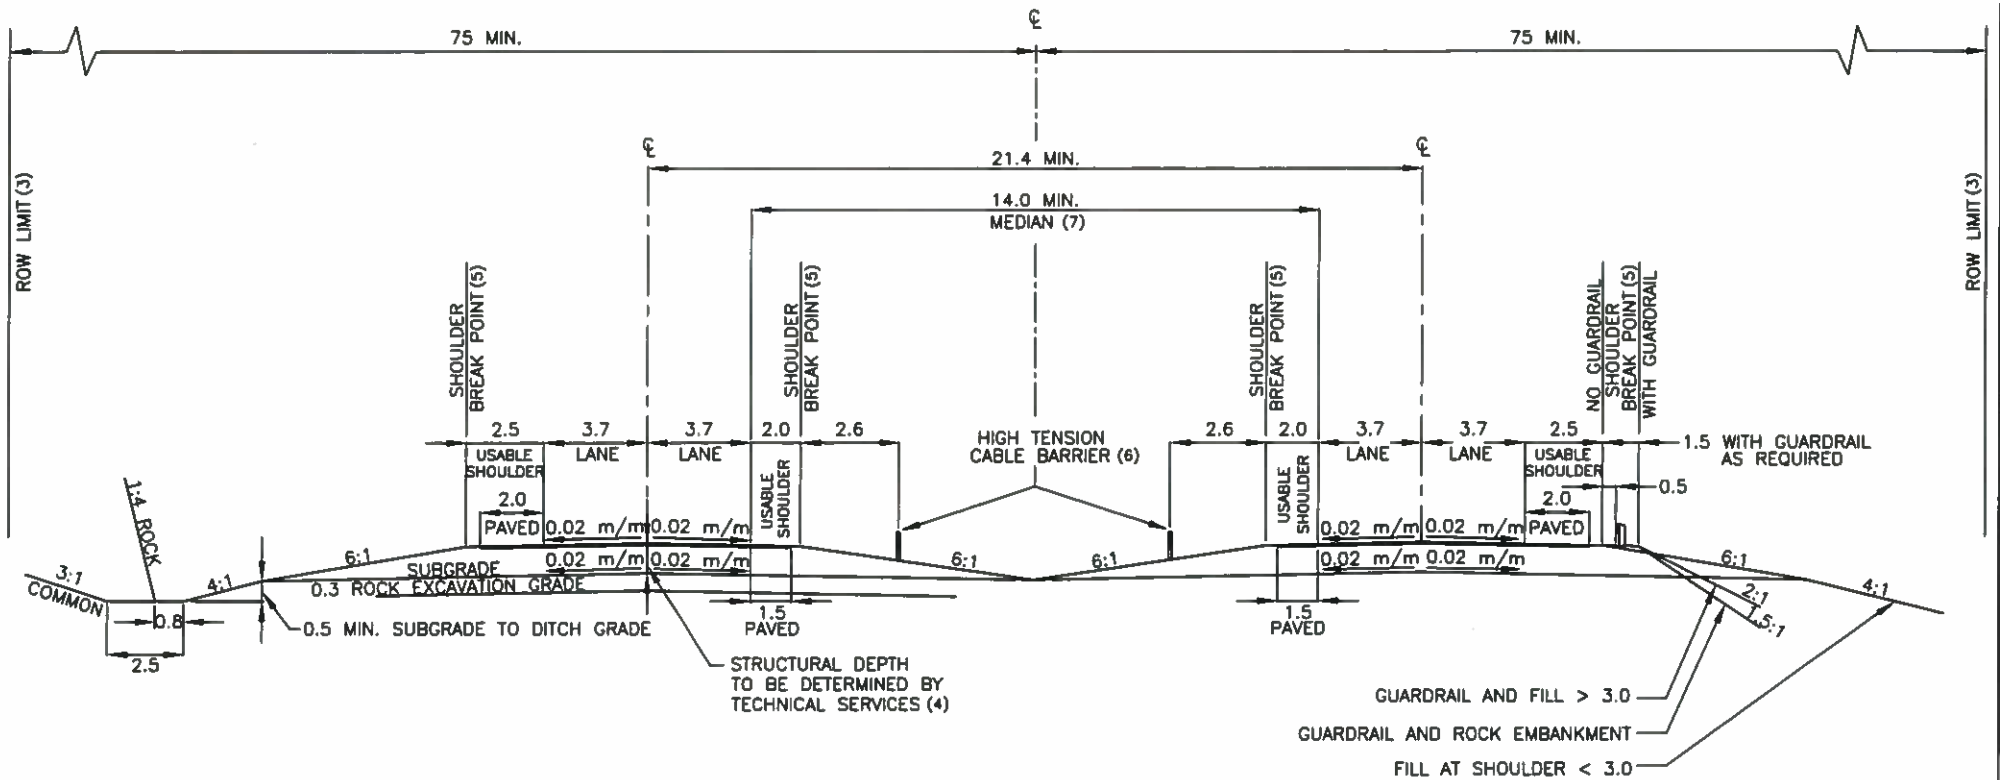 ℄
75 MIN.
75 MIN.
℄
℄
21.4 MIN.
14.0 MIN.
MEDIAN (7)
ROW LIMIT (3)
ROW LIMIT (3)
SHOULDER
BREAK POINT (5)
SHOULDER
BREAK POINT (5)
SHOULDER
BREAK POINT (5)
NO GUARDRAIL
SHOULDER
BREAK POINT (5)
WITH GUARDRAIL
2.5
USABLE
SHOULDER
3.7
LANE
3.7
LANE
2.0
USABLE
SHOULDER
2.6
HIGH TENSION
CABLE BARRIER (6)
2.6
2.0
USABLE
SHOULDER
3.7
LANE
3.7
LANE
2.5
USABLE
SHOULDER
1.5 WITH GUARDRAIL
AS REQUIRED
0.5
2.0
PAVED
0.02 m/m
0.02 m/m
0.02 m/m
0.02 m/m
2.0
PAVED
1:4 ROCK
3:1
COMMON
4:1
6:1
SUBGRADE
0.02 m/m
0.02 m/m
6:1
6:1
0.02 m/m
0.02 m/m
6:1
4:1
2:1
1.5:1
0.3 ROCK EXCAVATION GRADE
0.8
2.5
0.5 MIN. SUBGRADE TO DITCH GRADE
1.5
PAVED
1.5
PAVED
STRUCTURAL DEPTH
TO BE DETERMINED BY
TECHNICAL SERVICES (4)
GUARDRAIL AND FILL > 3.0
GUARDRAIL AND ROCK EMBANKMENT
FILL AT SHOULDER < 3.0